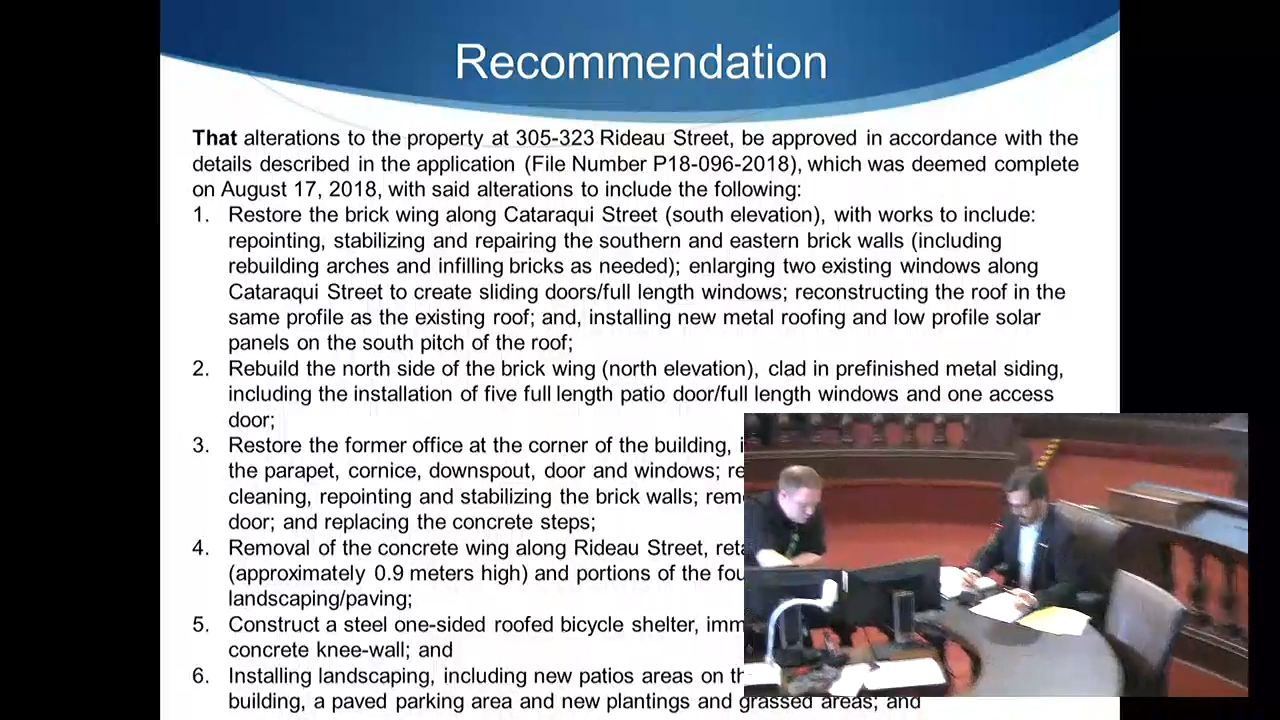 Recommendation
That alterations to the property at 305-323 Rideau Street, be approved in accordance with the
details described in the application (File Number P18-096-2018), which was deemed complete
on August 17, 2018, with said alterations to include the following:
1. Restore the brick wing along Cataraqui Street (south elevation), with works to include:
repointing, stabilizing and repairing the southern and eastern brick walls (including
rebuilding arches and infilling bricks as needed); enlarging two existing windows along
Cataraqui Street to create sliding doors/full length windows; reconstructing the roof in the
same profile as the existing roof; and, installing new metal roofing and low profile solar
panels on the south pitch of the roof;
2. Rebuild the north side of the brick wing (north elevation), clad in prefinished metal siding,
including the installation of five full length patio door/full length windows and one access
door;
3. Restore the former office at the corner of the building,
the parapet, cornice, downspout, door and windows;
cleaning, repointing and stabilizing the brick walls;
door; and replacing the concrete steps;
4. Removal of the concrete wing along Rideau Street,
(approximately 0.9 meters high) and portions of the
landscaping/paving;
5. Construct a steel one-sided roofed bicycle shelter,
concrete knee-wall; and
6. Installing landscaping, including new patios areas on
building, a paved parking area and new plantings and grassed areas; and